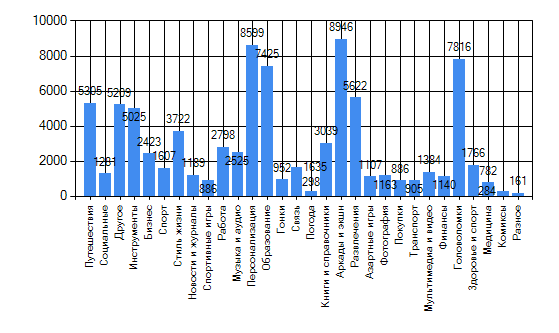 10000
8000
6000
4000
2000
0
5305
1281
5209
5025
2423
1607
3722
1189
886
2798
2525
8599
7425
952
1635
298
3039
8946
5622
1107
1163
886
905
1384
1140
7816
1766
782
284
161
Путешествия
Социальные
Другое
Инструменты
Бизнес
Спорт
Стиль жизни
Новости и журналы
Спортивные игры
Работа
Музыка и аудио
Персонализация
Образование
Гонки
Связь
Погода
Книги и справочники
Аркады и экшн
Развлечения
Азартные игры
Фотография
Покупки
Транспорт
Мультимедиа и видео
Финансы
Головоломки
Здоровье и спорт
Медицина
Комиксы
Разное